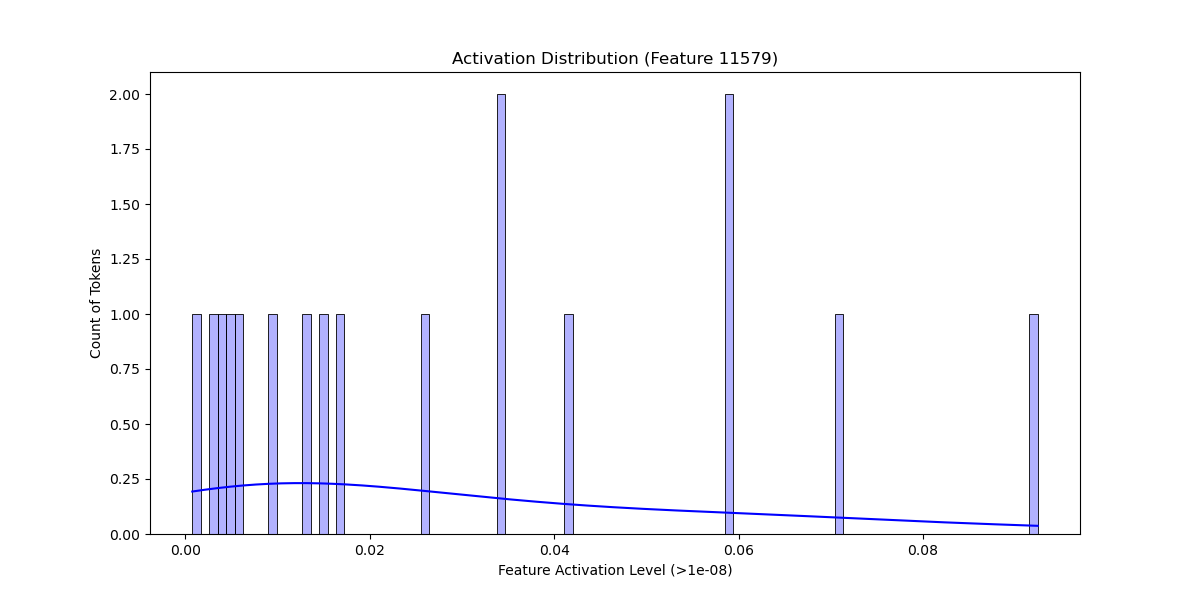 Activation Distribution (Feature 11579)
2.00
1.75
1.50
1.25
1.00
0.75
0.50
0.25
0.00
Count of Tokens
0.00 0.02 0.04 0.06 0.08
Feature Activation Level (>1e-08)